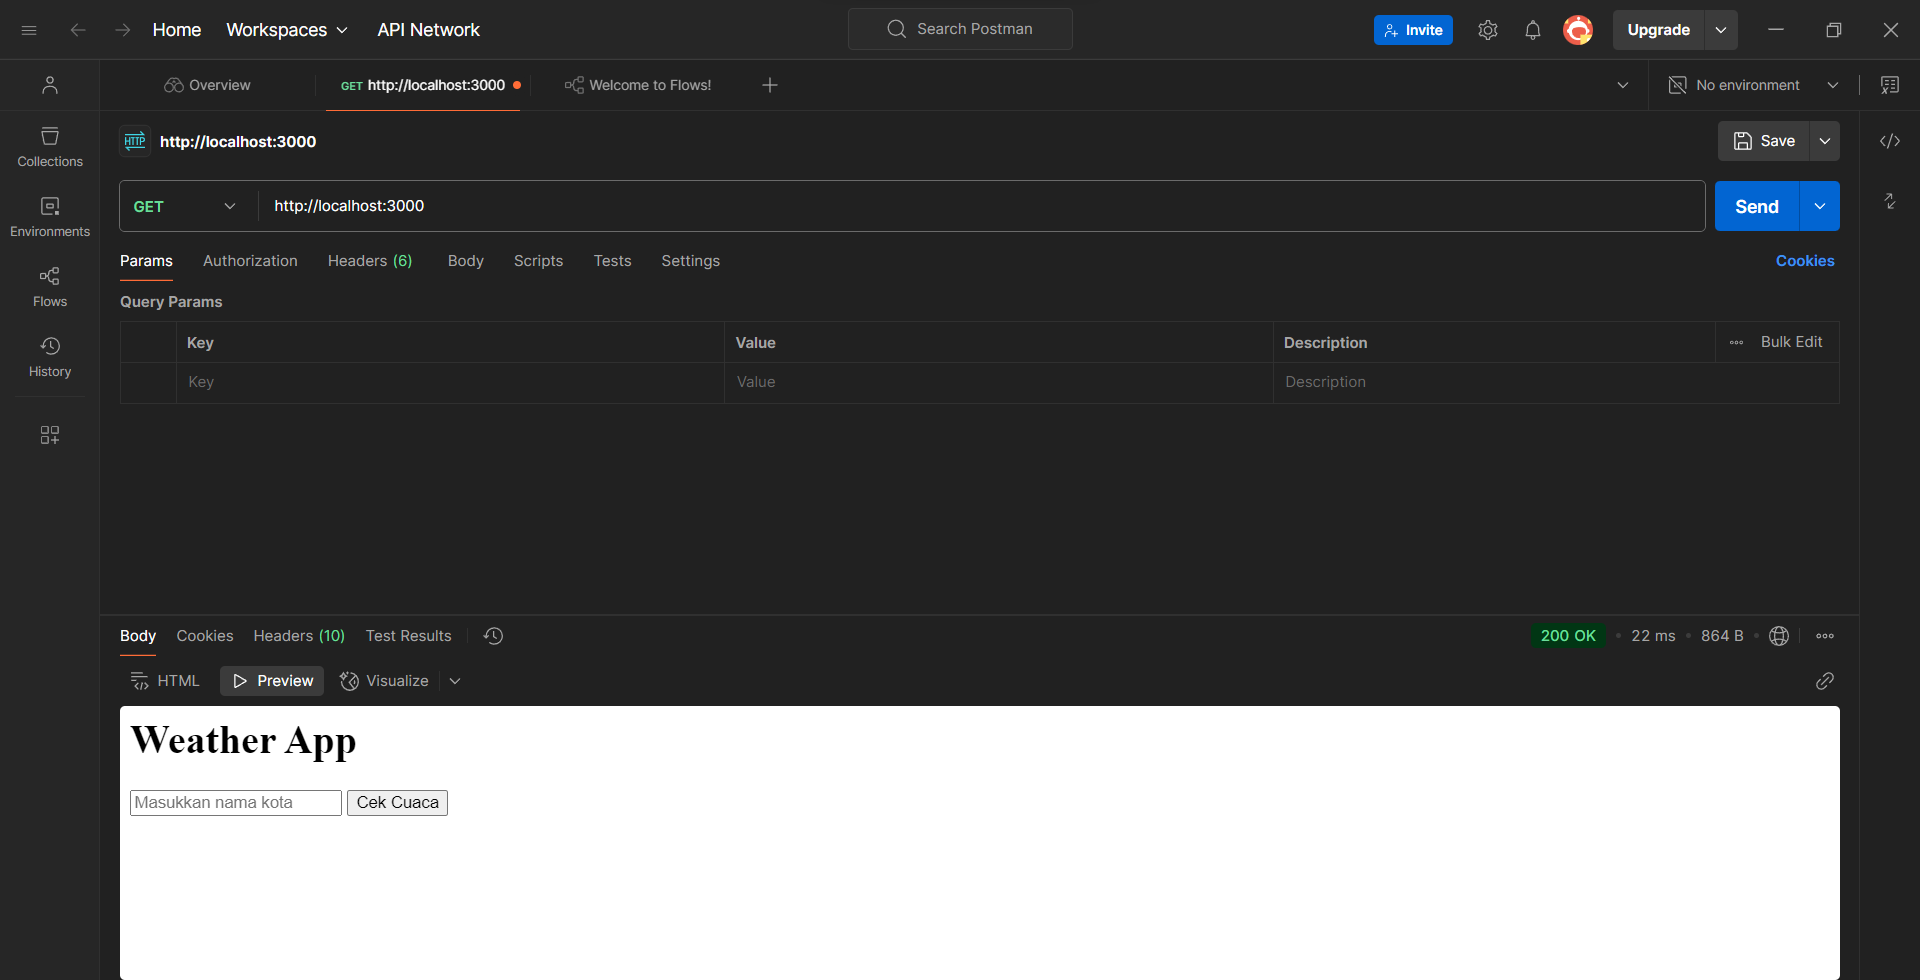 Home Workspaces API Network Search Postman Invite Upgrade
Overview GET http://localhost:3000 Welcome to Flows! No environment
HTTP http://localhost:3000 Save
Collections
Environments
Flows
History
GET http://localhost:3000 Send
Params Authorization Headers (6) Body Scripts Tests Settings Cookies
Query Params
Key Value Description Bulk Edit
Key Value Description
Body Cookies Headers (10) Test Results 200 OK 22 ms 864 B
HTML Preview Visualize
Weather App
Masukkan nama kota Cek Cuaca